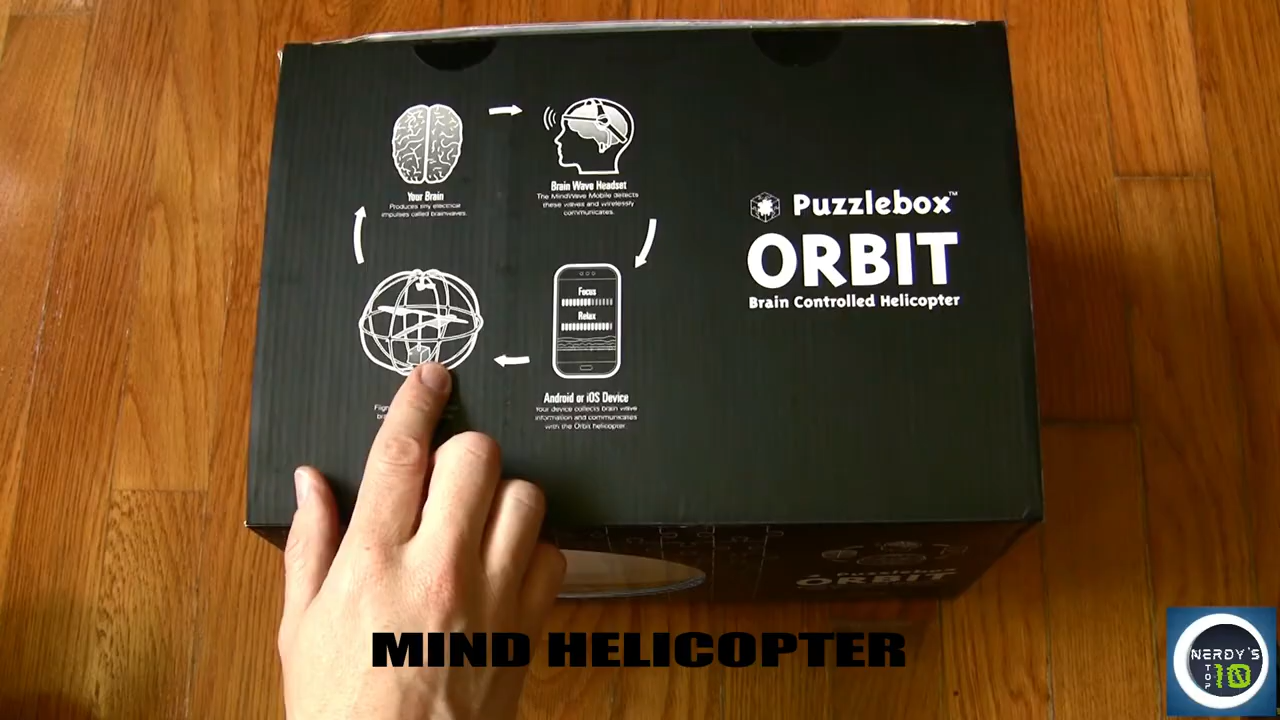 Your Brain
Produces tiny electrical
impulses called brainwaves.
Brain Wave Headset
The MindWave Mobile detects
these waves and wirelessly
communicates.
Puzzlebox™
ORBIT
Brain Controlled Helicopter
Focus
Relax
Android or iOS Device
Your device collects brain wave
information and communicates
with the Orbit helicopter.
Puzzlebox
ORBIT
MIND HELICOPTER
NERDY'S
TOP
10